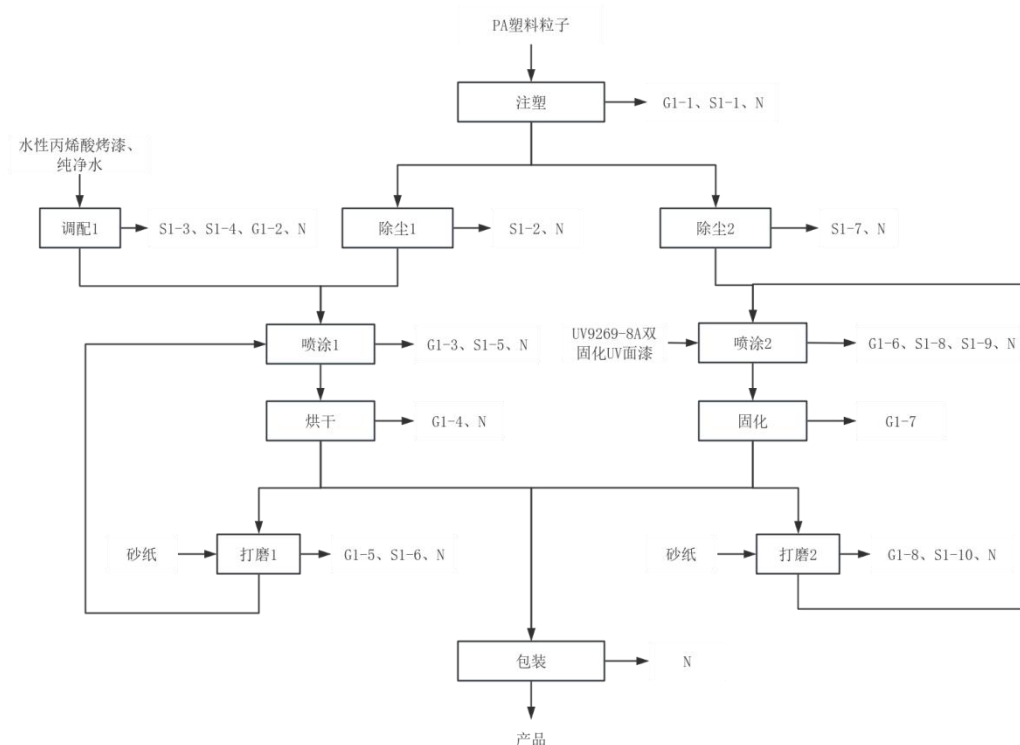 PA塑料粒子
注塑
G1-1、S1-1、N
水性丙烯酸烤漆、
纯净水
调配1
S1-3、S1-4、G1-2、N
除尘1
S1-2、N
除尘2
S1-7、N
喷涂1
G1-3、S1-5、N
UV9269-8A双
固化UV面漆
喷涂2
G1-6、S1-8、S1-9、N
烘干
G1-4、N
固化
G1-7
砂纸
打磨1
G1-5、S1-6、N
砂纸
打磨2
G1-8、S1-10、N
包装
N
产品